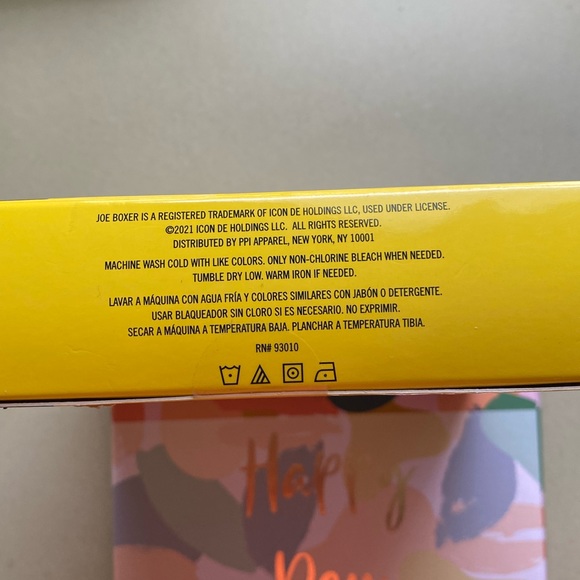 JOE BOXER IS A REGISTERED TRADEMARK OF ICON DE HOLDINGS LLC, USED UNDER LICENSE.
©2021 ICON DE HOLDINGS LLC. ALL RIGHTS RESERVED.
DISTRIBUTED BY PPI APPAREL, NEW YORK, NY 10001
MACHINE WASH COLD WITH LIKE COLORS. ONLY NON-CHLORINE BLEACH WHEN NEEDED.
TUMBLE DRY LOW. WARM IRON IF NEEDED.
LAVAR A MÁQUINA CON AGUA FRÍA Y COLORES SIMILARES CON JABÓN O DETERGENTE.
USAR BLAQUEADOR SIN CLORO SI ES NECESARIO. NO EXPRIMIR.
SECAR A MÁQUINA A TEMPERATURA BAJA. PLANCHAR A TEMPERATURA TIBIA.
RN# 93010
Happy